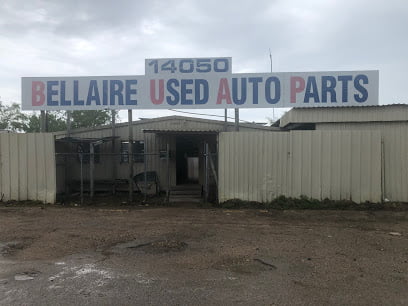 14050
BELLAIRE USED AUTO PARTS